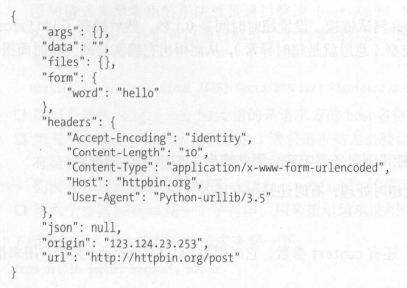 {
    "args": {},
    "data": "",
    "files": {},
    "form": {
        "word": "hello"
    },
    "headers": {
        "Accept-Encoding": "identity",
        "Content-Length": "10",
        "Content-Type": "application/x-www-form-urlencoded",
        "Host": "httpbin.org",
        "User-Agent": "Python-urllib/3.5"
    },
    "json": null,
    "origin": "123.124.23.253",
    "url": "http://httpbin.org/post"
}